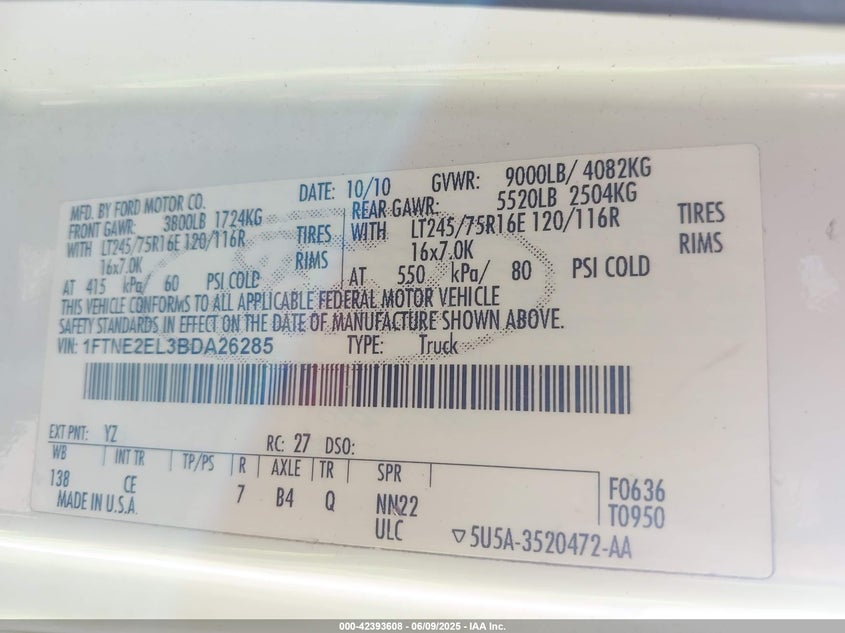 MFD. BY FORD MOTOR CO. DATE: 10/10 GVWR: 9000LB/ 4082KG
FRONT GAWR: 3800LB 1724KG REAR GAWR: 5520LB 2504KG
WITH LT245/75R16E 120/116R TIRES WITH LT245/75R16E 120/116R TIRES
16x7.0K RIMS 16x7.0K RIMS
AT 415 kPa/ 60 PSI COLD AT 550 kPa/ 80 PSI COLD
THIS VEHICLE CONFORMS TO ALL APPLICABLE FEDERAL MOTOR VEHICLE
SAFETY STANDARDS IN EFFECT ON THE DATE OF MANUFACTURE SHOWN ABOVE.
VIN: 1FTNE2EL3BDA26285 TYPE: Truck
EXT PNT: YZ RC: 27 DSO:
WB INT TR TP/PS R AXLE TR SPR
138 CE 7 B4 Q NN22 F0636
MADE IN U.S.A. ULC T0950
▽5U5A-3520472-AA
000-42393608 - 06/09/2025 - IAA Inc.